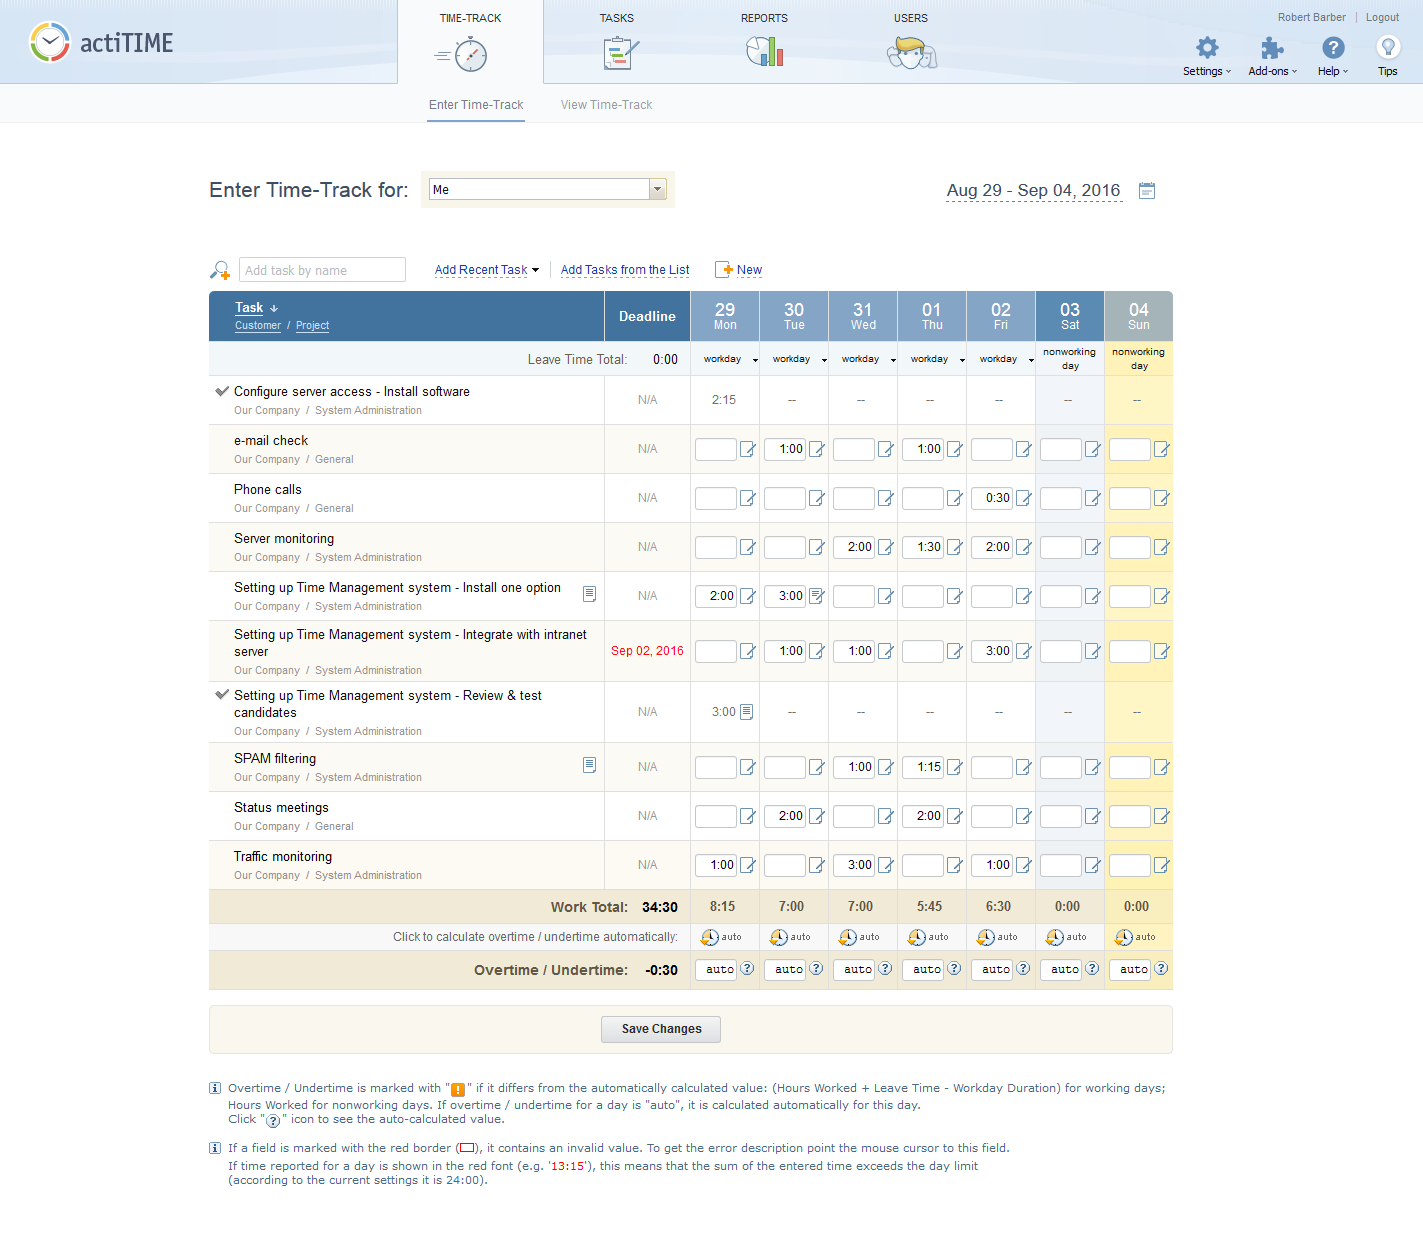 TIME-TRACK TASKS REPORTS USERS
Robert Barber | Logout
actiTIME
Settings Add-ons Help Tips
Enter Time-Track View Time-Track
Enter Time-Track for: Me Aug 29 - Sep 04, 2016
Add task by name Add Recent Task Add Tasks from the List New
Task Deadline 29 30 31 01 02 03 04
Customer / Project Mon Tue Wed Thu Fri Sat Sun
Leave Time Total: 0:00 workday workday workday workday workday nonworking day nonworking day
Configure server access - Install software N/A 2:15 -- -- -- -- -- --
Our Company / System Administration
e-mail check N/A 1:00 1:00
Our Company / General
Phone calls N/A 0:30
Our Company / General
Server monitoring N/A 2:00 1:30 2:00
Our Company / System Administration
Setting up Time Management system - Install one option N/A 2:00 3:00
Our Company / System Administration
Setting up Time Management system - Integrate with intranet
server Sep 02, 2016 1:00 1:00 3:00
Our Company / System Administration
Setting up Time Management system - Review & test
candidates N/A 3:00 -- -- -- -- -- --
Our Company / System Administration
SPAM filtering N/A 1:00 1:15
Our Company / System Administration
Status meetings N/A 2:00 2:00
Our Company / General
Traffic monitoring N/A 1:00 3:00 1:00
Our Company / System Administration
Work Total: 34:30 8:15 7:00 7:00 5:45 6:30 0:00 0:00
Click to calculate overtime / undertime automatically: auto auto auto auto auto auto auto
Overtime / Undertime: -0:30 auto ? auto ? auto ? auto ? auto ? auto ? auto ?
Save Changes
Overtime / Undertime is marked with "!" if it differs from the automatically calculated value: (Hours Worked + Leave Time - Workday Duration) for working days;
Hours Worked for nonworking days. If overtime / undertime for a day is "auto", it is calculated automatically for this day.
Click "?" icon to see the auto-calculated value.
If a field is marked with the red border (), it contains an invalid value. To get the error description point the mouse cursor to this field.
If time reported for a day is shown in the red font (e.g. '13:15'), this means that the sum of the entered time exceeds the day limit
(according to the current settings it is 24:00).